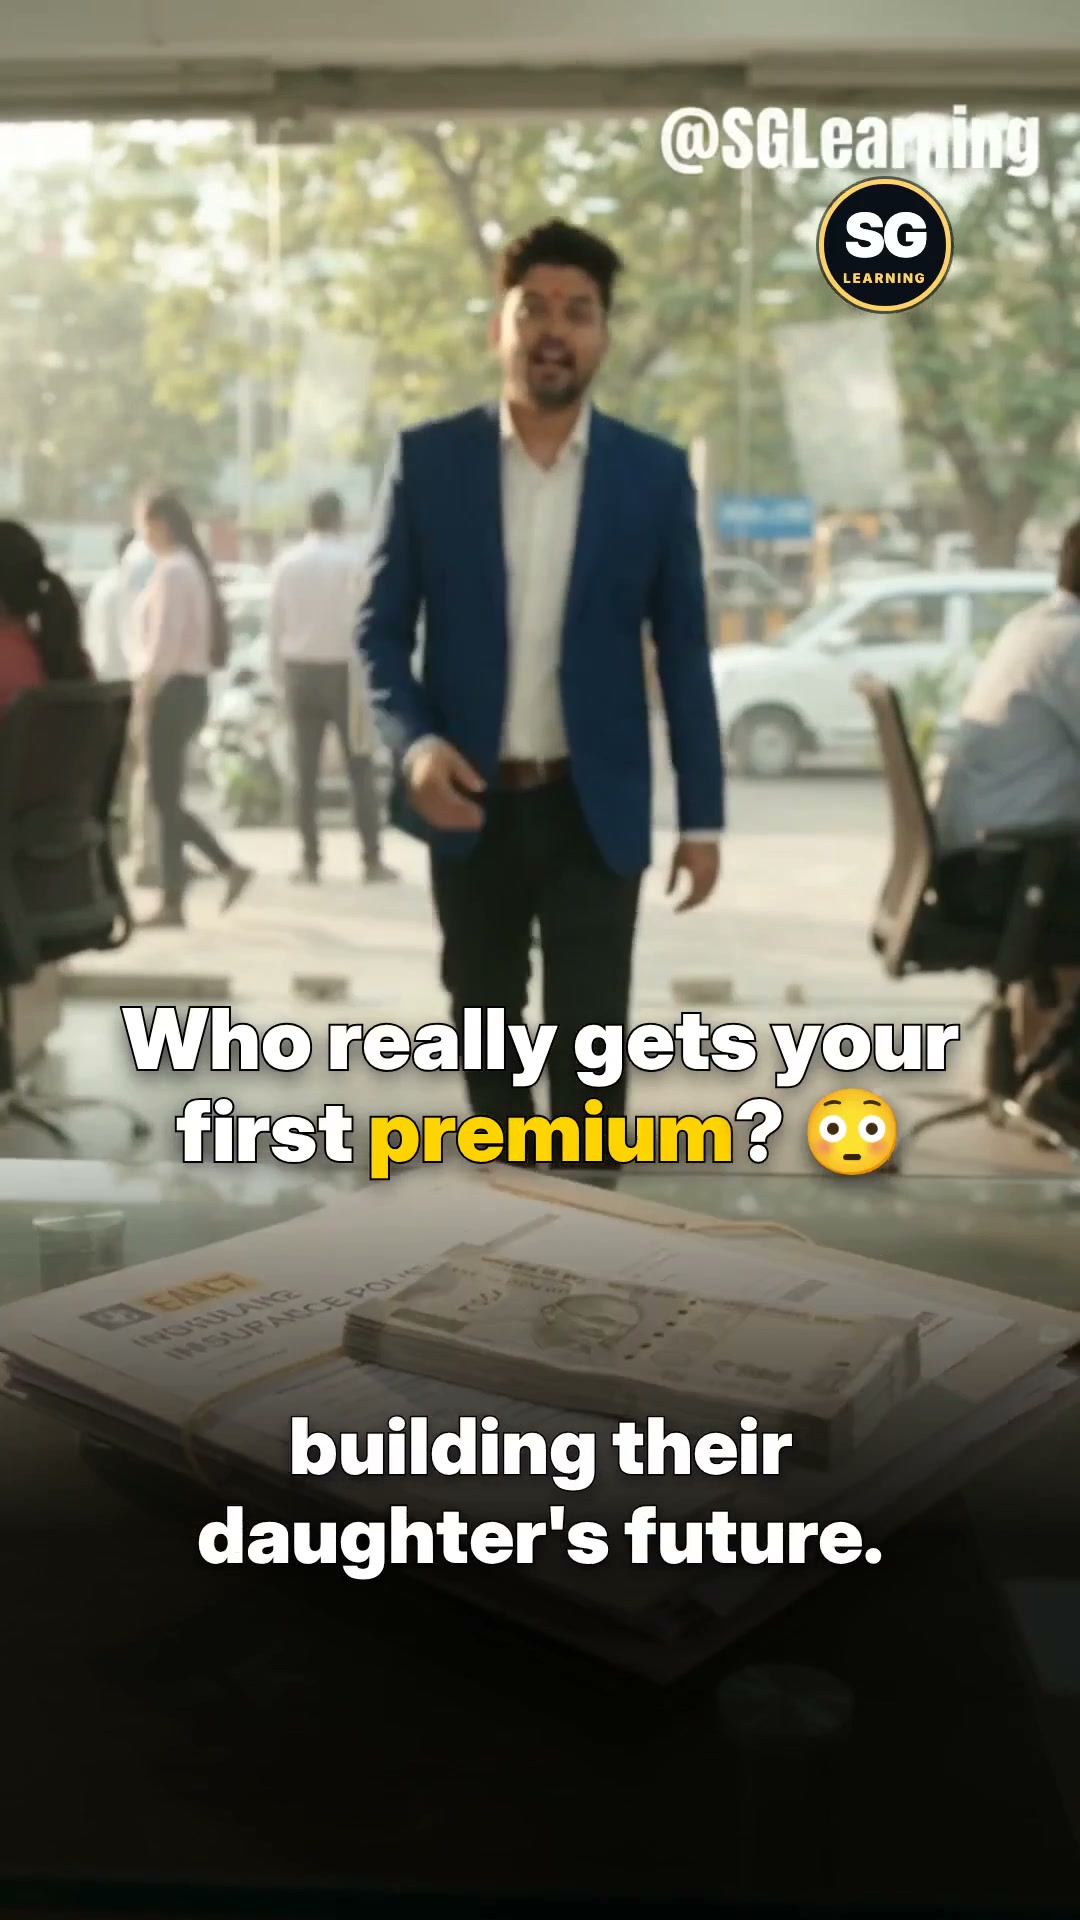 @SGLearning
SG
LEARNING
Who really gets your
first premium? 😳
building their
daughter's future.